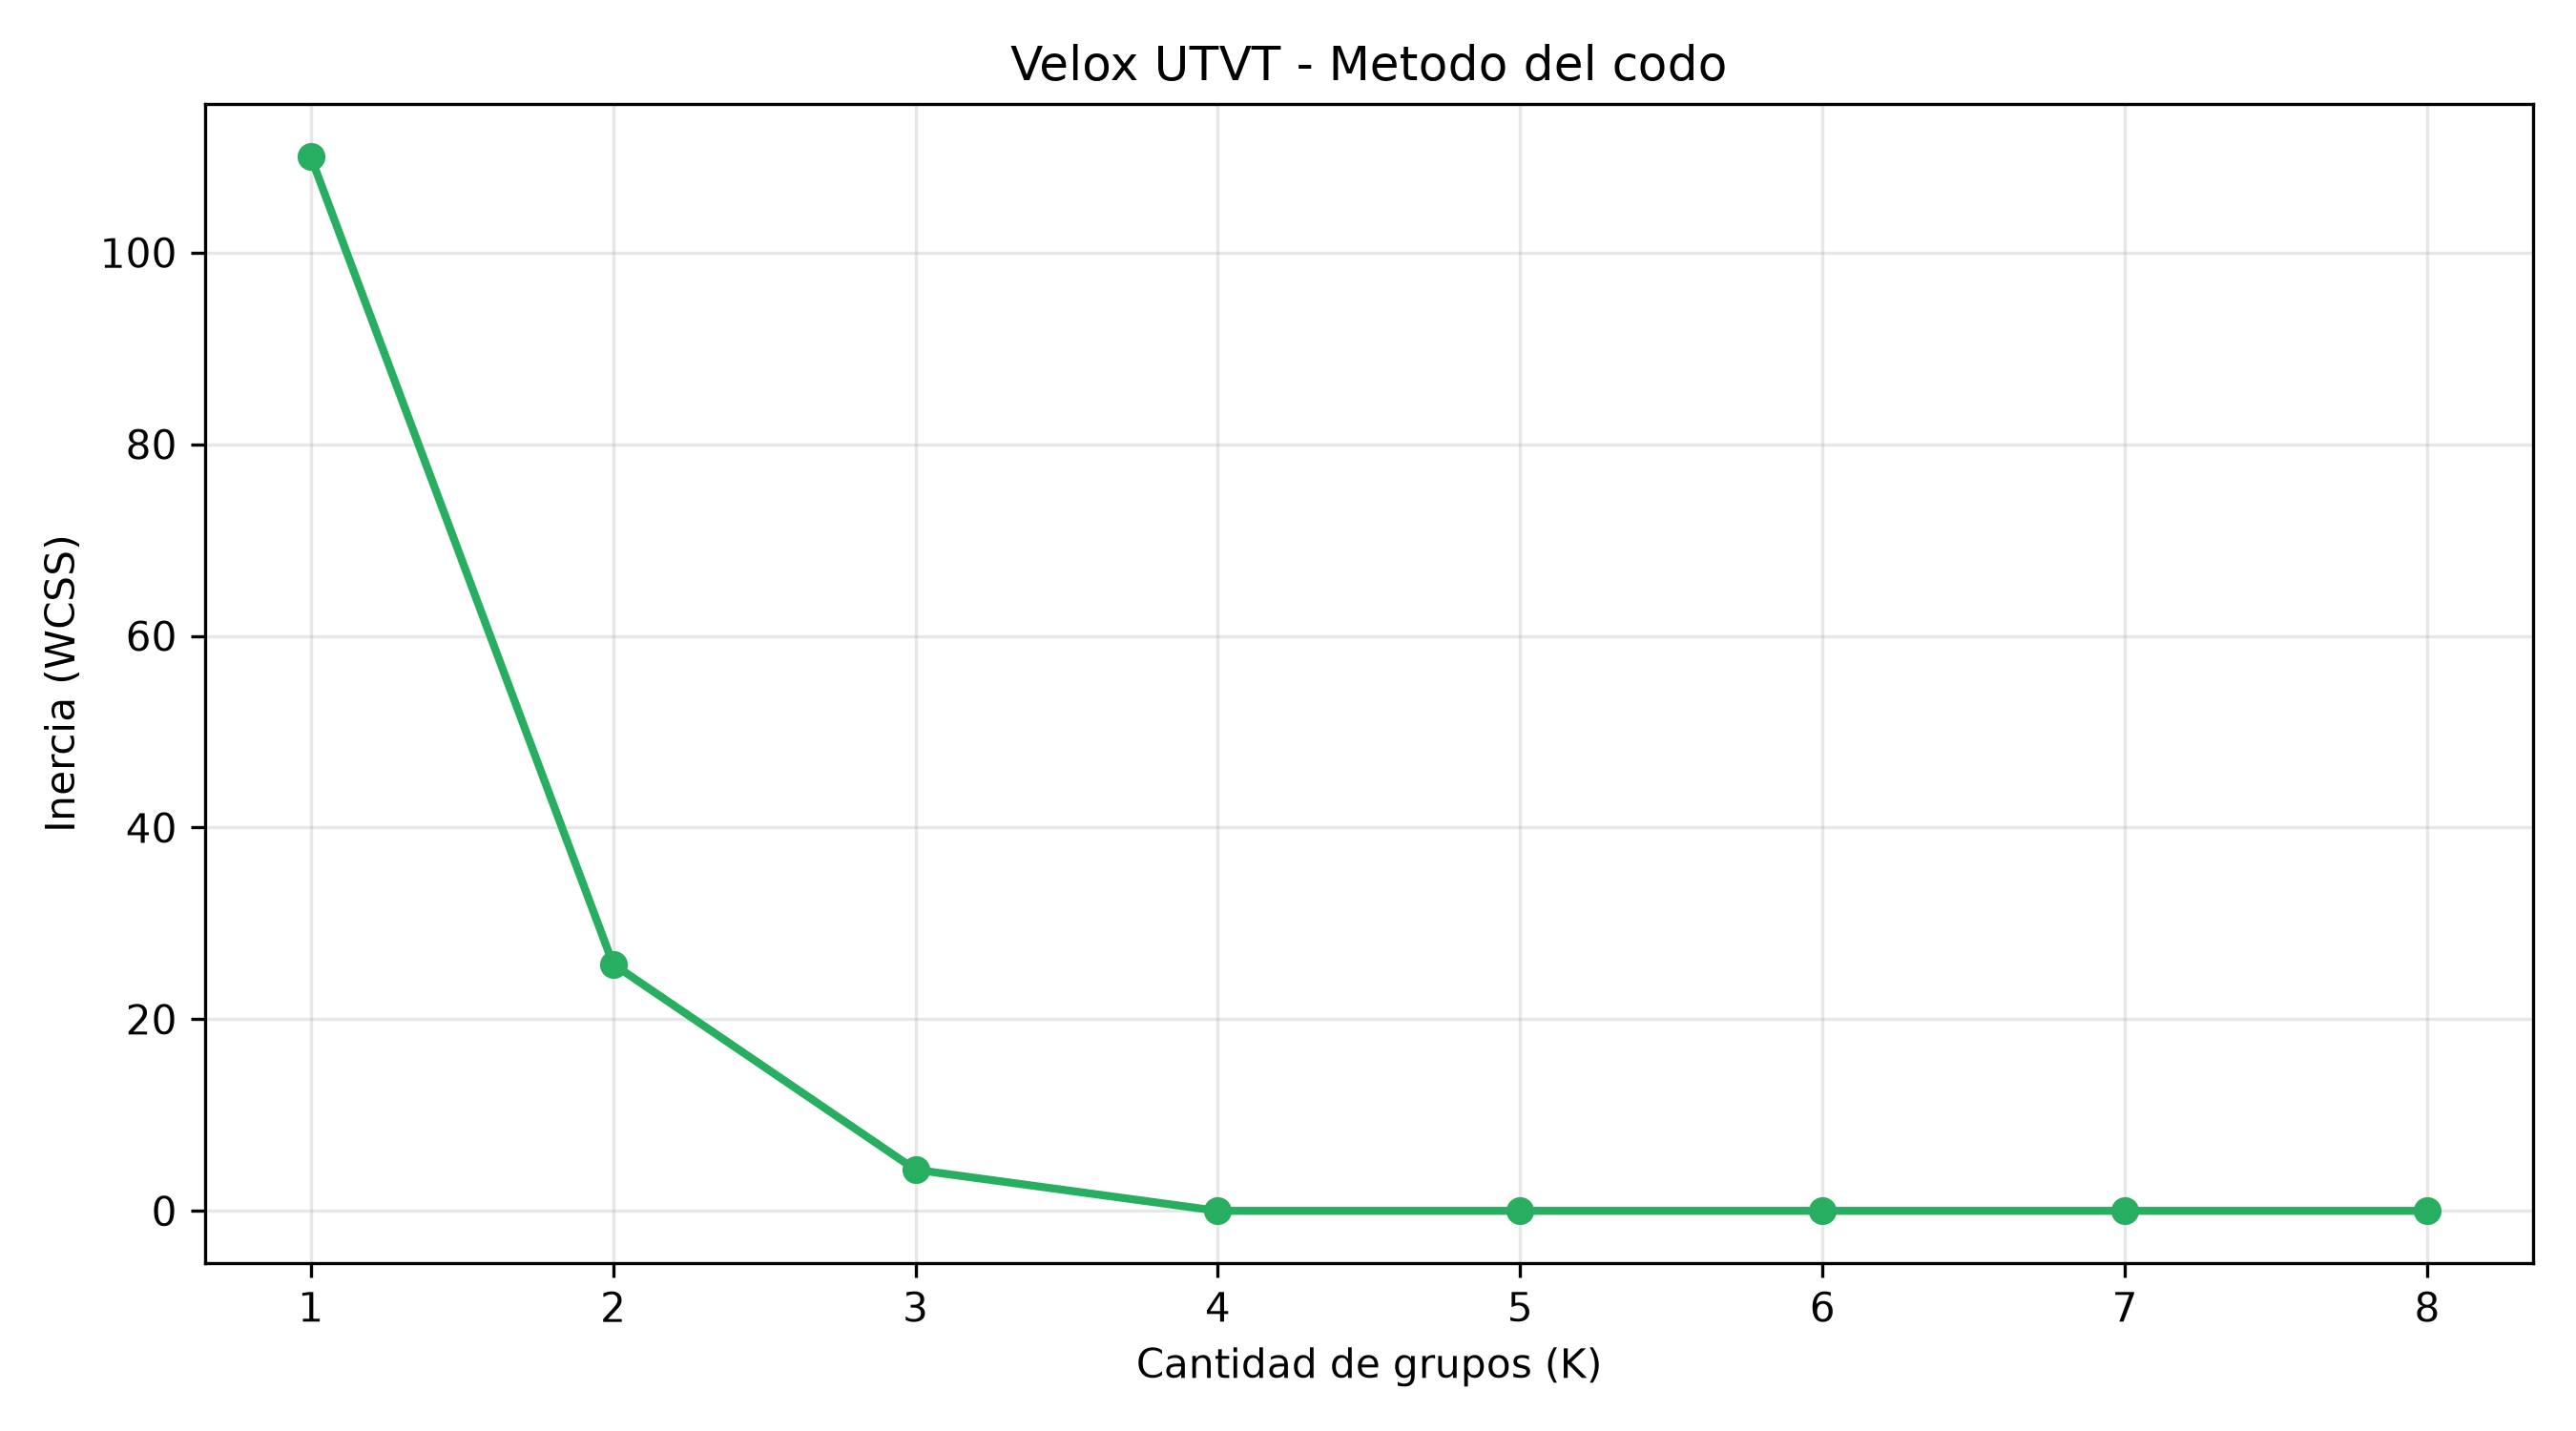 Velox UTVT - Metodo del codo
Inercia (WCSS)
100
80
60
40
20
0
1 2 3 4 5 6 7 8
Cantidad de grupos (K)